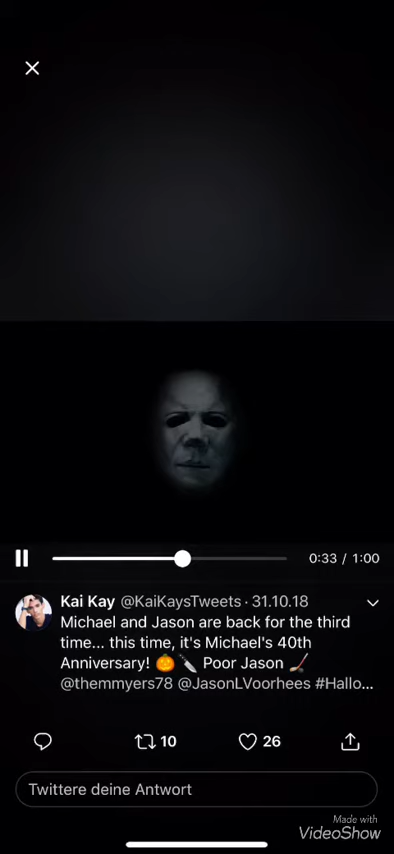 0:33 / 1:00
Kai Kay @KaiKaysTweets · 31.10.18
Michael and Jason are back for the third
time... this time, it's Michael's 40th
Anniversary! 🎃🔪 Poor Jason 🏒
@themmyers78 @JasonLVoorhees #Hallo...
10
26
Twittere deine Antwort
Made with
VideoShow